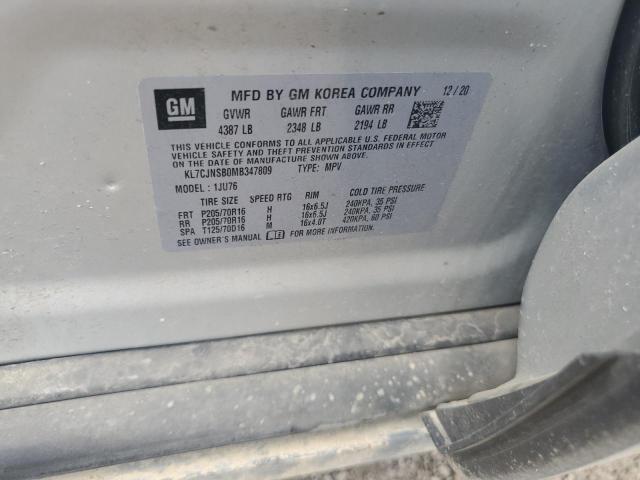 GM
MFD BY GM KOREA COMPANY 12/20
GVWR GAWR FRT GAWR RR
4387 LB 2348 LB 2194 LB
THIS VEHICLE CONFORMS TO ALL APPLICABLE U.S. FEDERAL MOTOR
VEHICLE SAFETY, BUMPER, AND THEFT PREVENTION STANDARDS IN EFFECT
ON THE DATE OF MANUFACTURE SHOWN ABOVE.
KL7CJNSB0MB347809 TYPE: MPV
MODEL: 1JU76
TIRE SIZE SPEED RTG RIM COLD TIRE PRESSURE
FRT P205/70R16 H 16x6.5J 240KPA, 35 PSI
RR P205/70R16 H 16x6.5J 240KPA, 35 PSI
SPA T125/70D16 M 16x4.0T 420KPA, 60 PSI
SEE OWNER'S MANUAL FOR MORE INFORMATION.